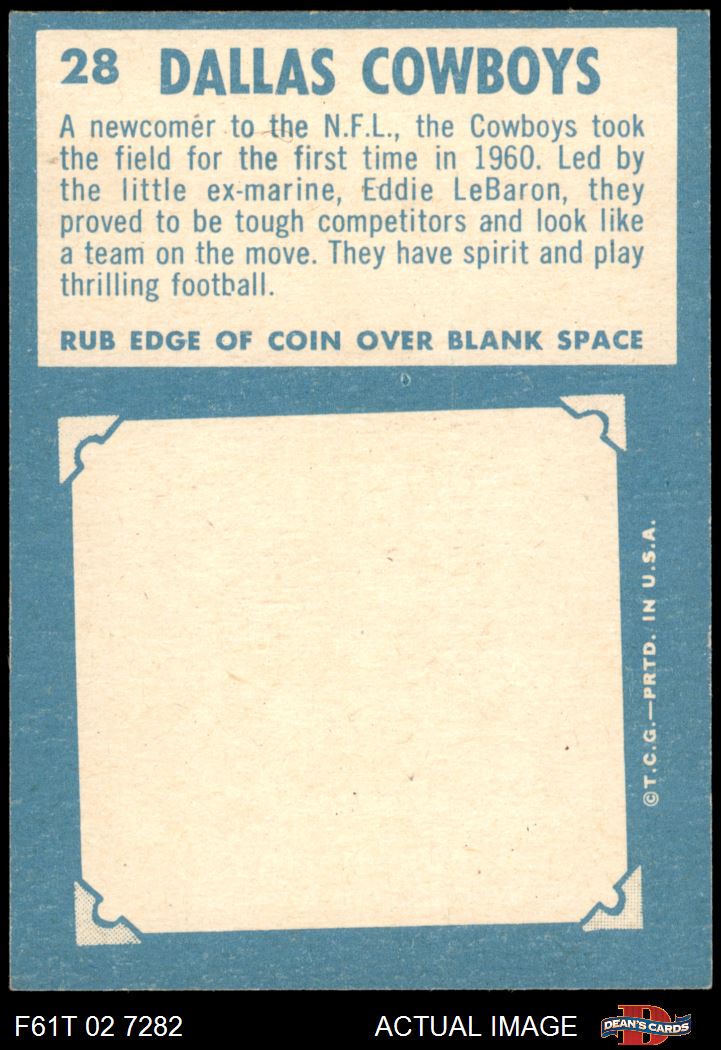 28 DALLAS COWBOYS
A newcomer to the N.F.L., the Cowboys took
the field for the first time in 1960. Led by
the little ex-marine, Eddie LeBaron, they
proved to be tough competitors and look like
a team on the move. They have spirit and play
thrilling football.
RUB EDGE OF COIN OVER BLANK SPACE
©T.C.G.—PRTD. IN U.S.A.
F61T 02 7282
ACTUAL IMAGE
DEAN'S CARDS